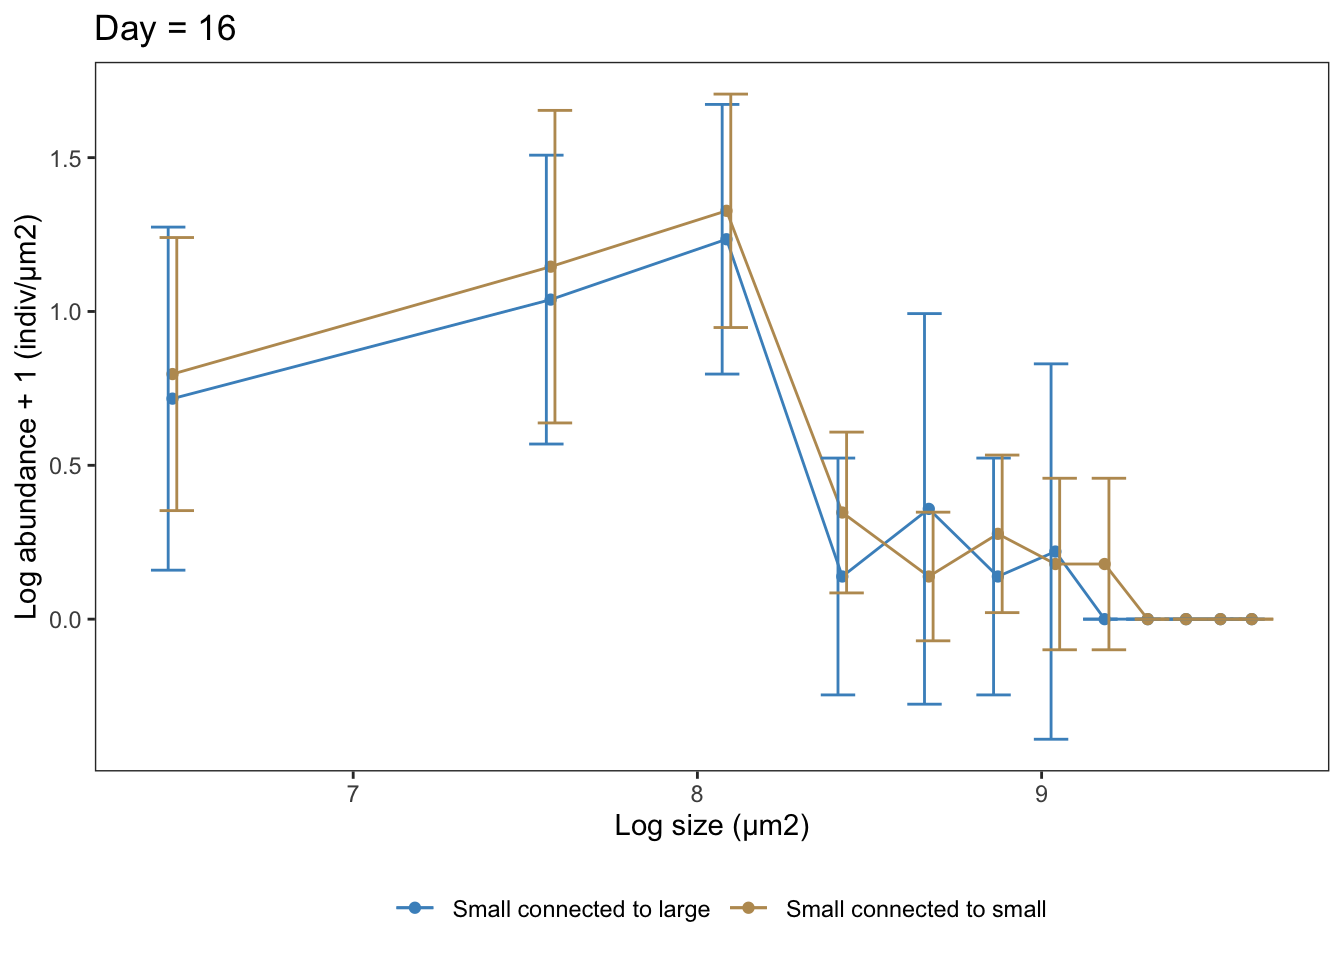 Day = 16
Log abundance + 1 (indiv/µm2)
1.5
1.0
0.5
0.0
7 8 9
Log size (µm2)
Small connected to large Small connected to small